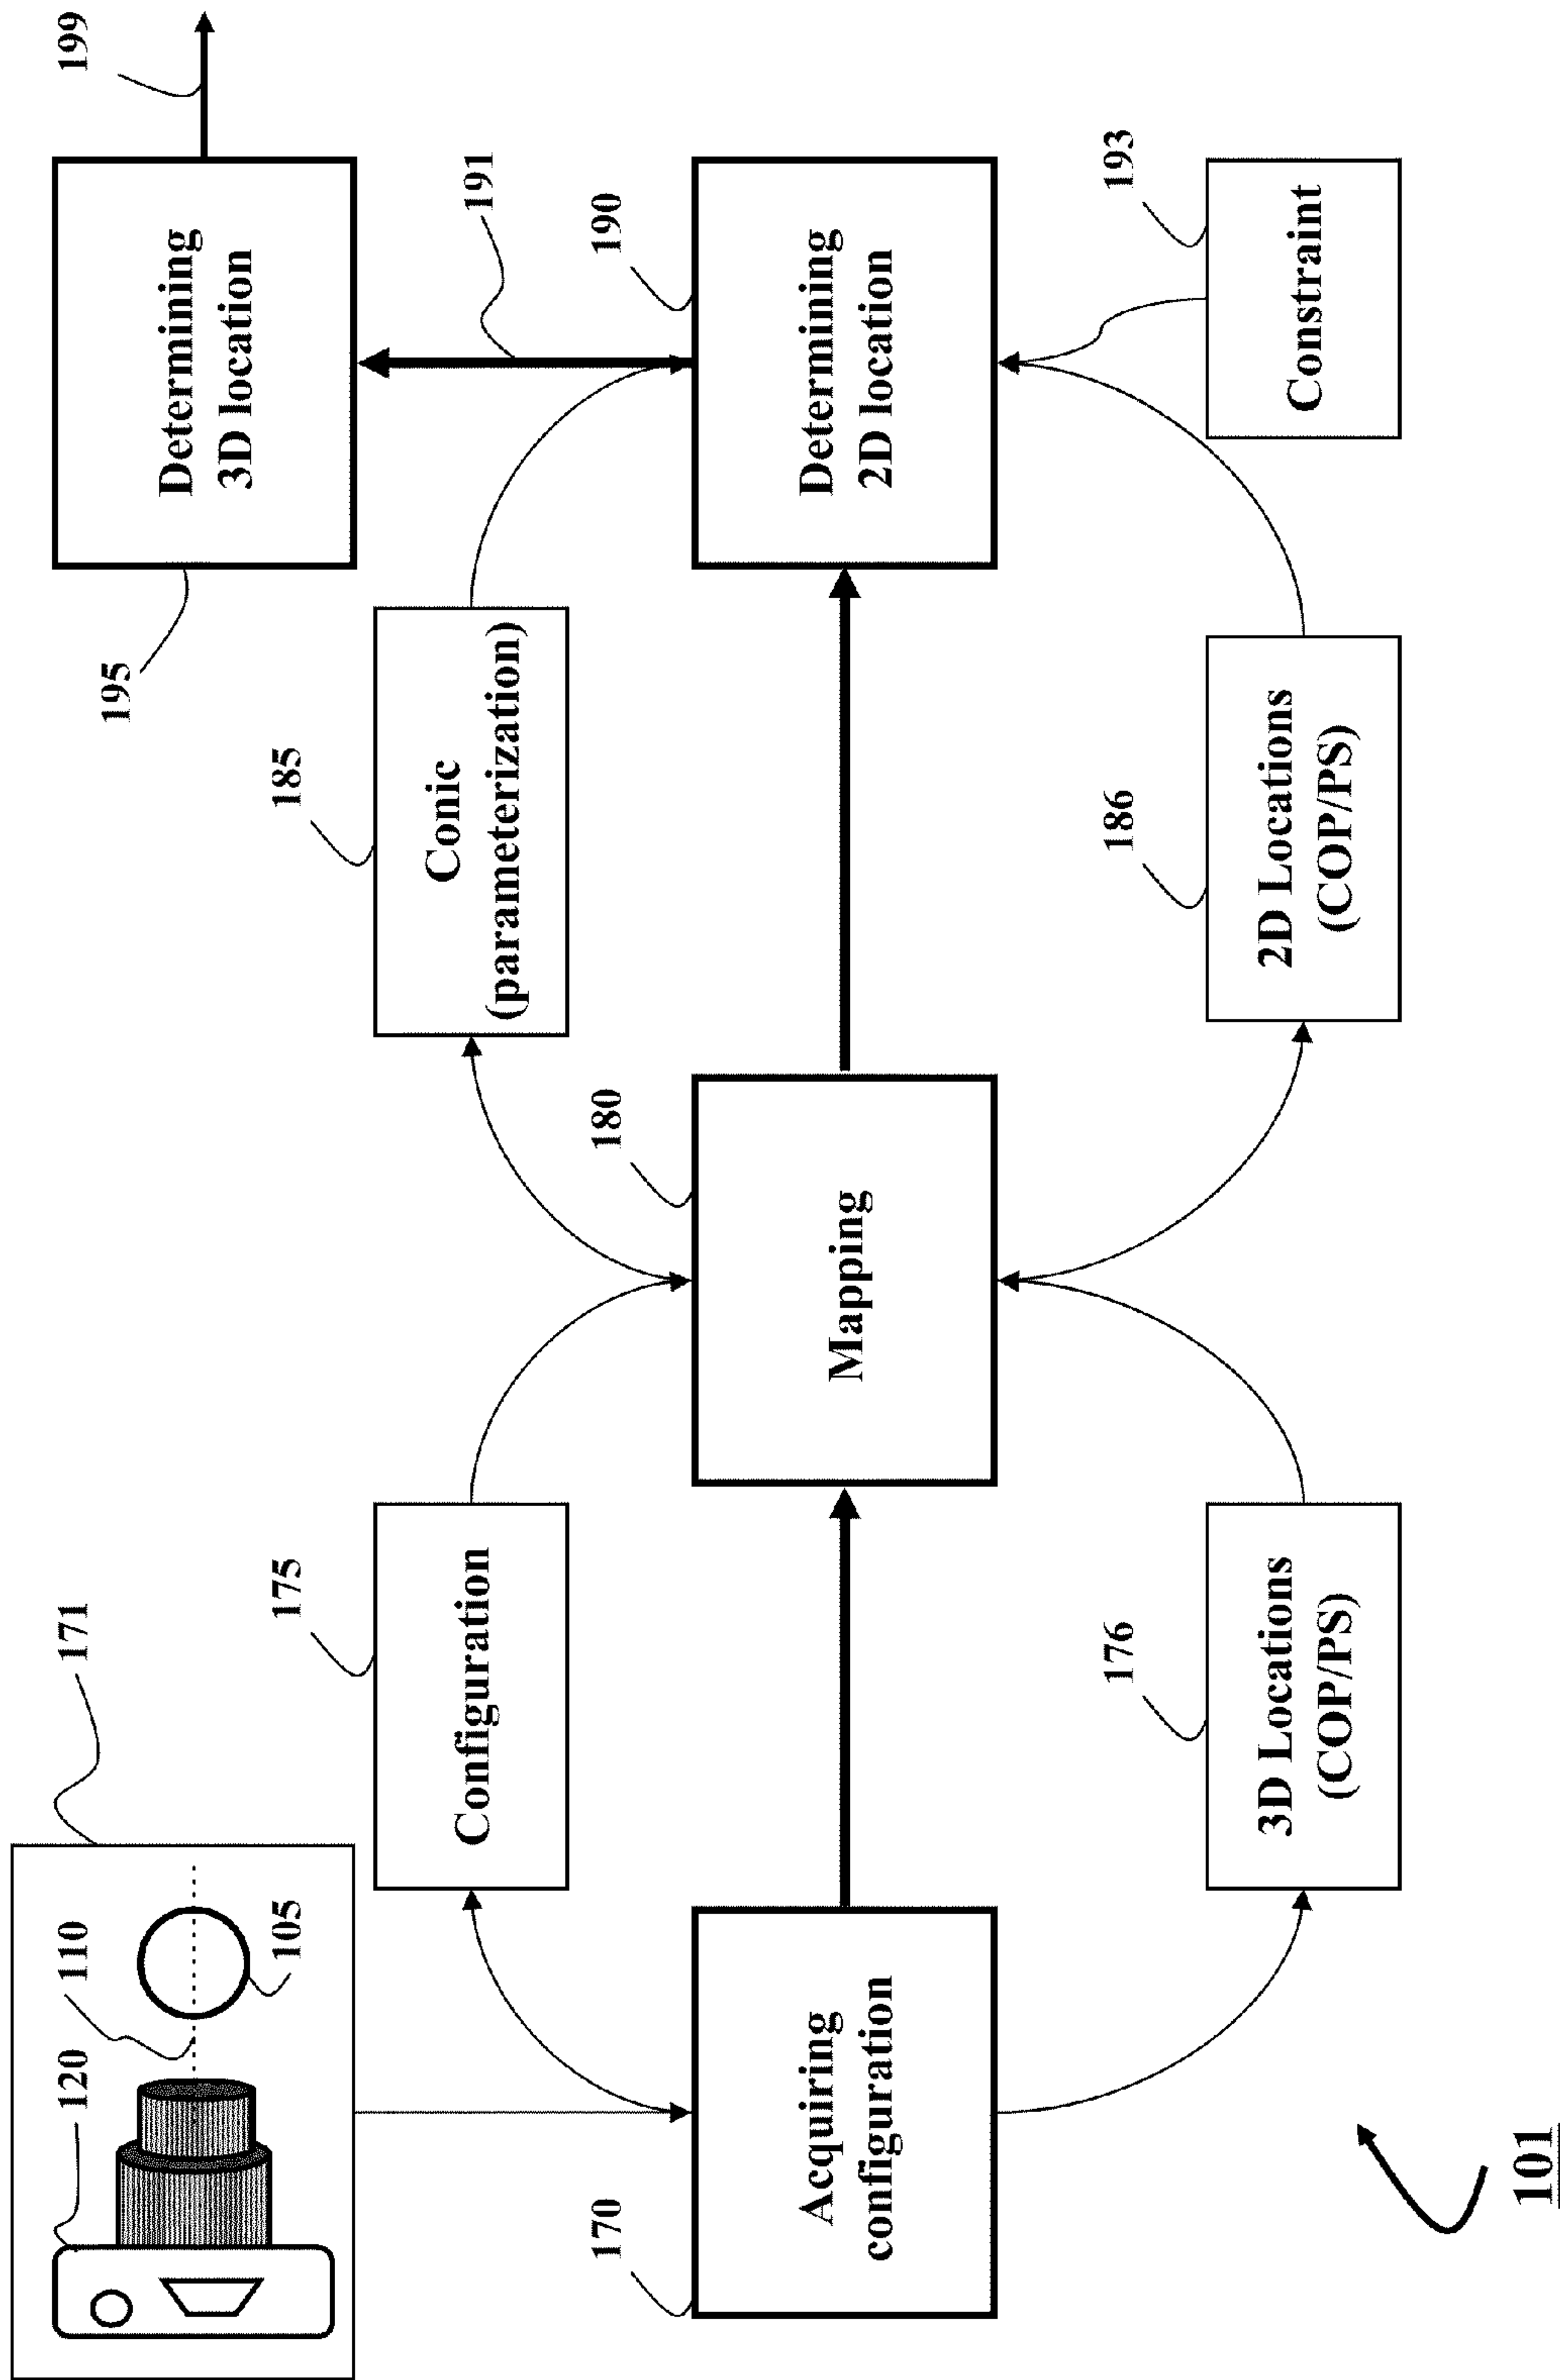 120
110
105
171
175
Configuration
185
Conic
(parameterization)
195
Determining
3D location
199
191
170
Acquiring
configuration
180
Mapping
190
Determining
2D location
176
3D Locations
(COP/PS)
186
2D Locations
(COP/PS)
193
Constraint
101